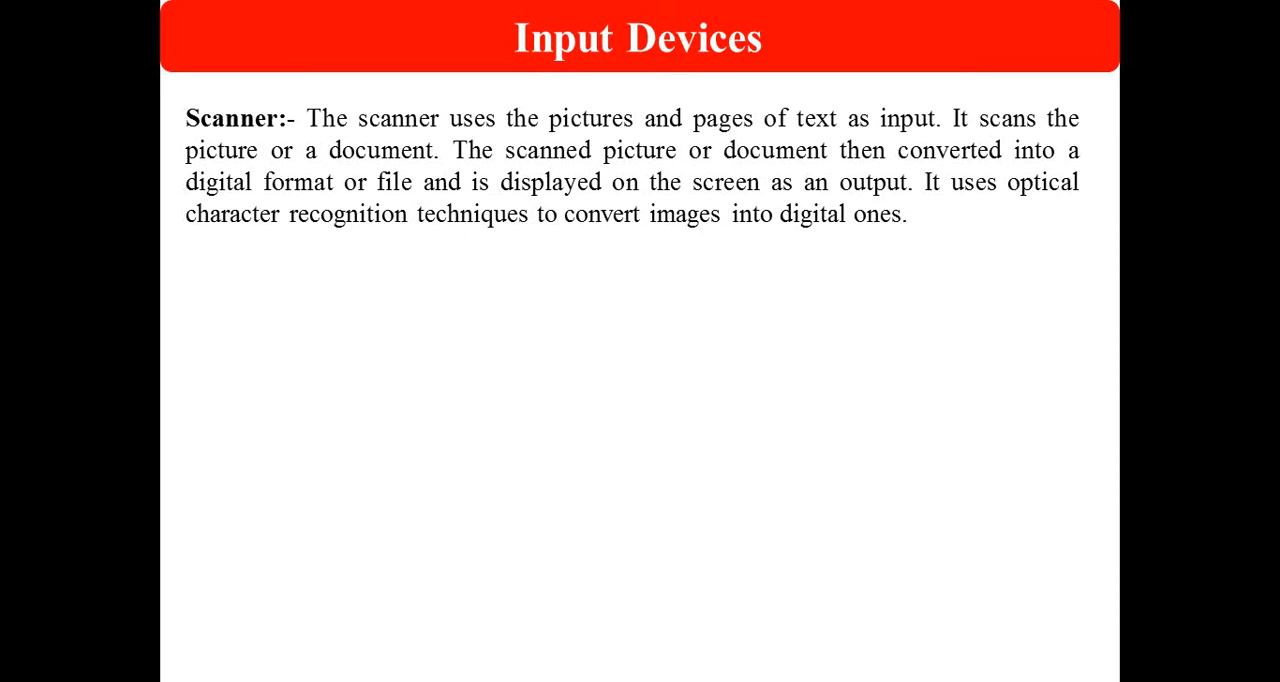 Input Devices
Scanner:- The scanner uses the pictures and pages of text as input. It scans the
picture or a document. The scanned picture or document then converted into a
digital format or file and is displayed on the screen as an output. It uses optical
character recognition techniques to convert images into digital ones.